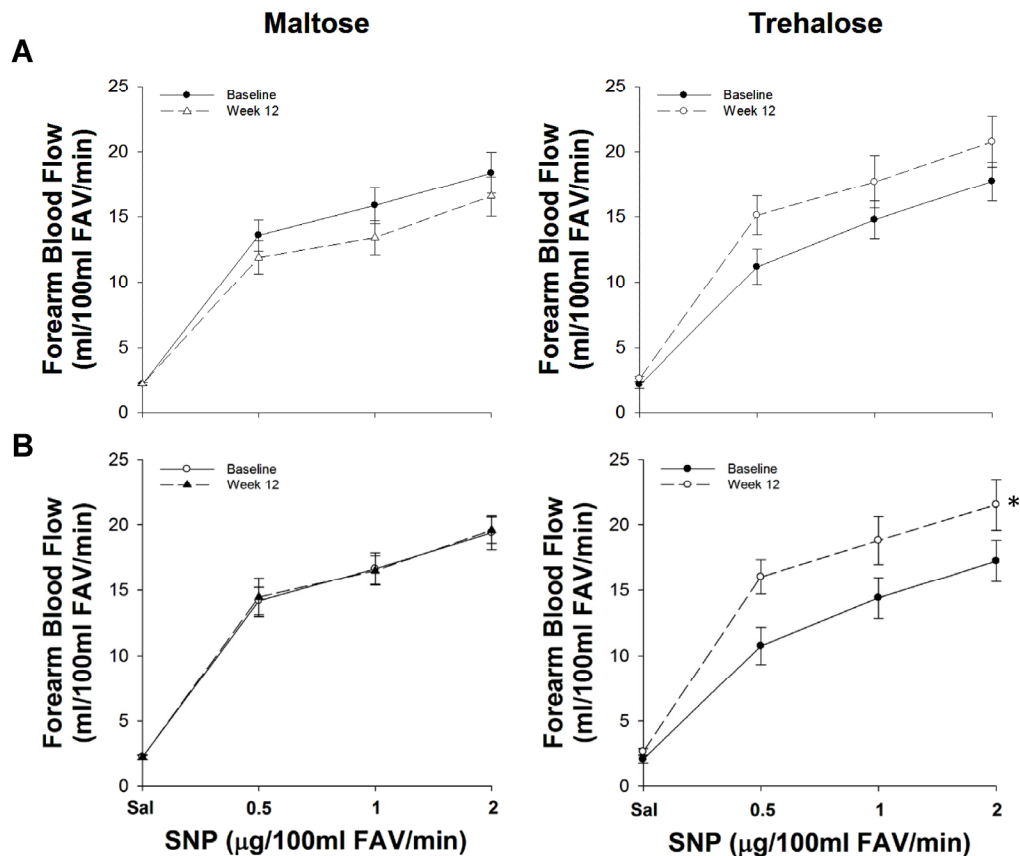 Maltose
Trehalose
A
Forearm Blood Flow
(ml/100ml FAV/min)
25
20
15
10
5
0
Baseline
Week 12
Forearm Blood Flow
(ml/100ml FAV/min)
25
20
15
10
5
0
Baseline
Week 12
B
Forearm Blood Flow
(ml/100ml FAV/min)
25
20
15
10
5
0
Baseline
Week 12
Sal 0.5 1 2
SNP (μg/100ml FAV/min)
Forearm Blood Flow
(ml/100ml FAV/min)
25
20
15
10
5
0
Baseline
Week 12
*
Sal 0.5 1 2
SNP (μg/100ml FAV/min)